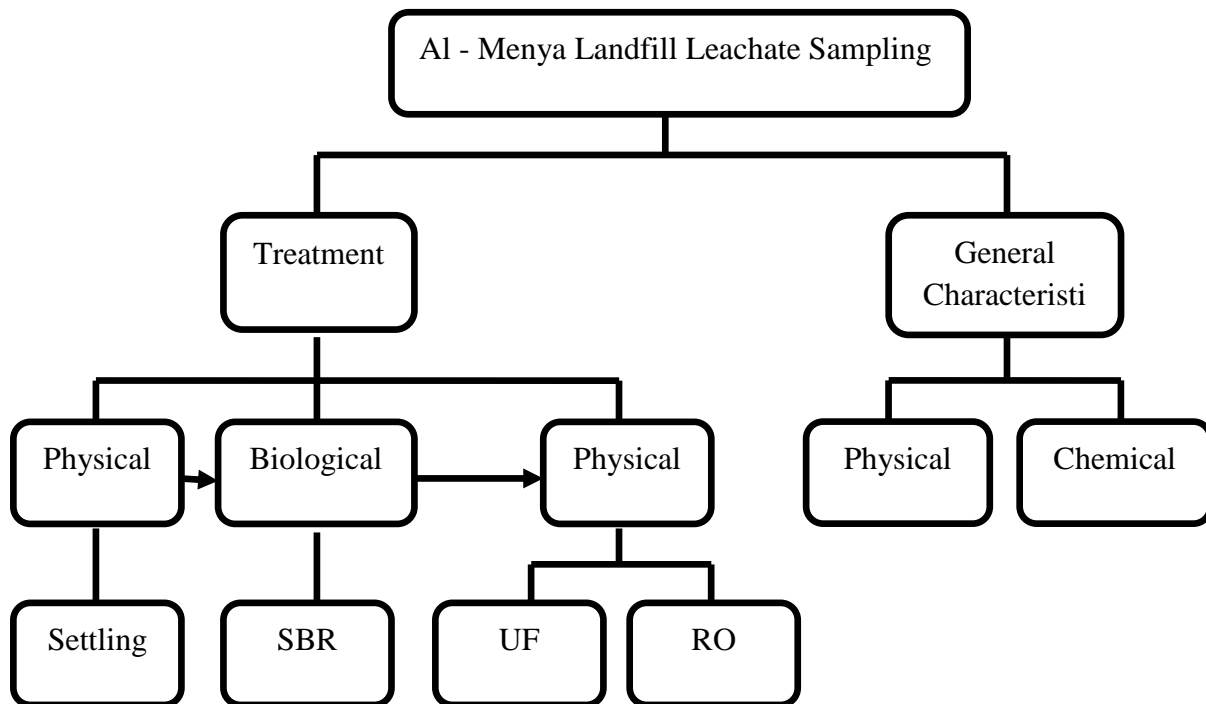 Al - Menya Landfill Leachate Sampling
Treatment
General
Characteristi
Physical
Biological
Physical
Physical
Chemical
Settling
SBR
UF
RO